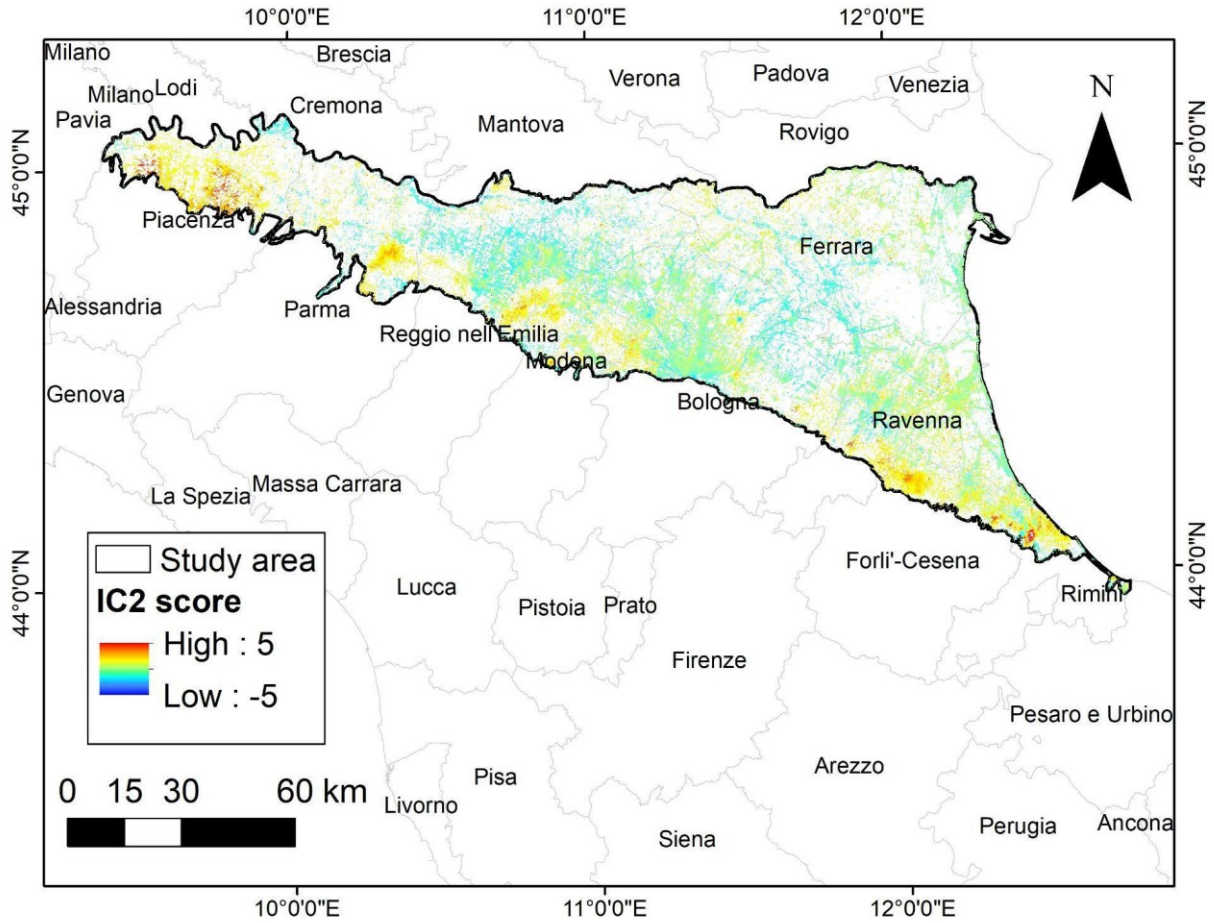 10°0'0"E
11°0'0"E
12°0'0"E
Milano
Brescia
Verona
Padova
Venezia
N
Milano
Lodi
Cremona
Pavia
Mantova
Rovigo
45°0'0"N
45°0'0"N
Piacenza
Ferrara
Alessandria
Parma
Reggio nell'Emilia
Modena
Genova
Bologna
Ravenna
La Spezia
Massa Carrara
Study area
IC2 score
High : 5
Low : -5
44°0'0"N
44°0'0"N
Lucca
Pistoia
Prato
Forli'-Cesena
Rimini
Firenze
Pesaro e Urbino
Arezzo
Pisa
0 15 30 60 km
Livorno
Siena
Perugia
Ancona
10°0'0"E
11°0'0"E
12°0'0"E